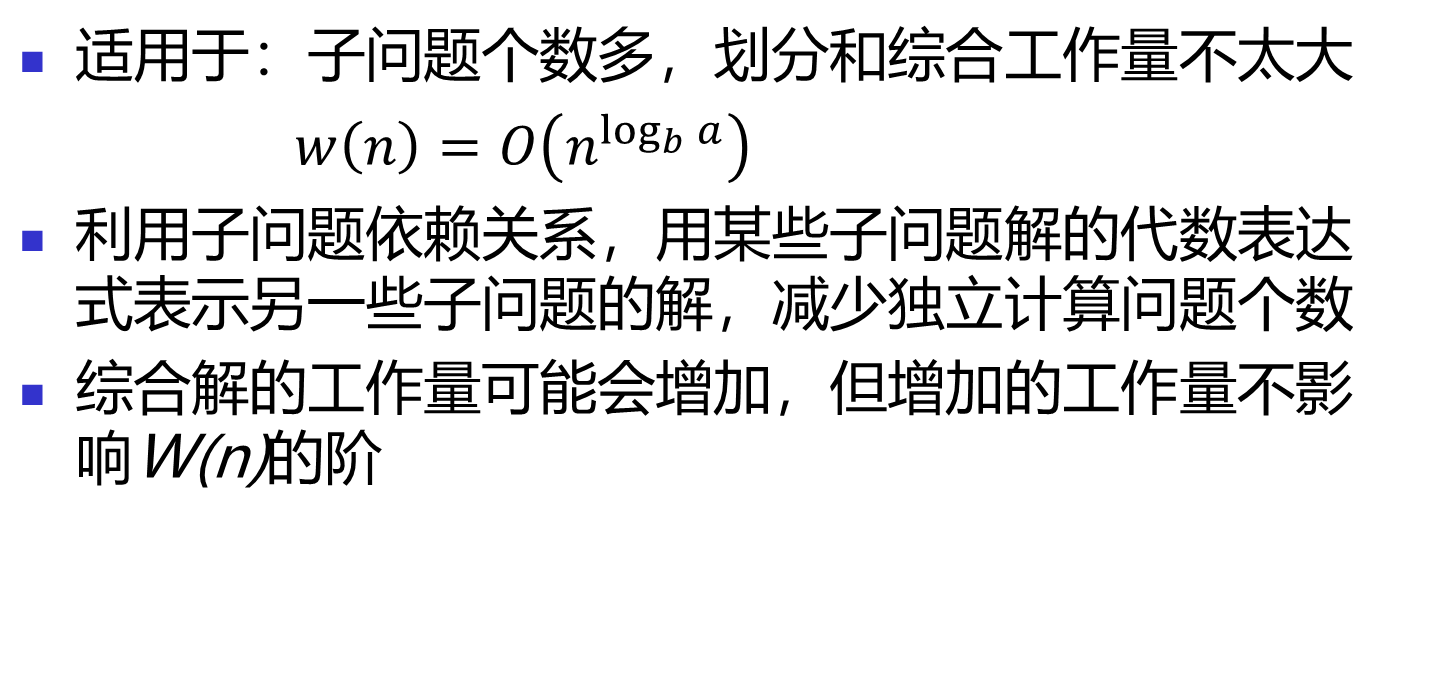 ▪ 适用于：子问题个数多，划分和综合工作量不太大
w(n) = O(n^{log_b a})
▪ 利用子问题依赖关系，用某些子问题解的代数表达
式表示另一些子问题的解，减少独立计算问题个数
▪ 综合解的工作量可能会增加，但增加的工作量不影
响W(n)的阶